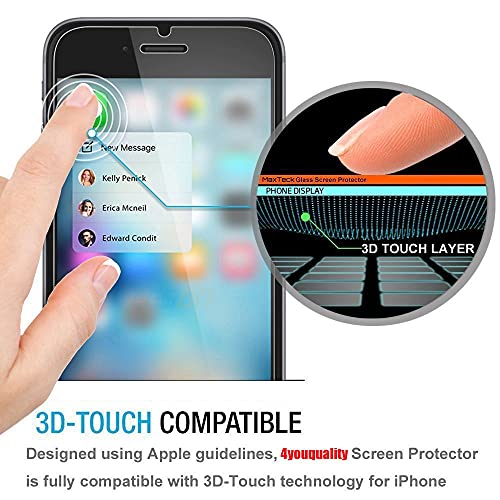 New Message
Kelly Penick
Erica Mcneil
Edward Condit
MaxTeck Glass Screen Protector
PHONE DISPLAY
3D TOUCH LAYER
3D-TOUCH COMPATIBLE
Designed using Apple guidelines, 4youquality Screen Protector
is fully compatible with 3D-Touch technology for iPhone